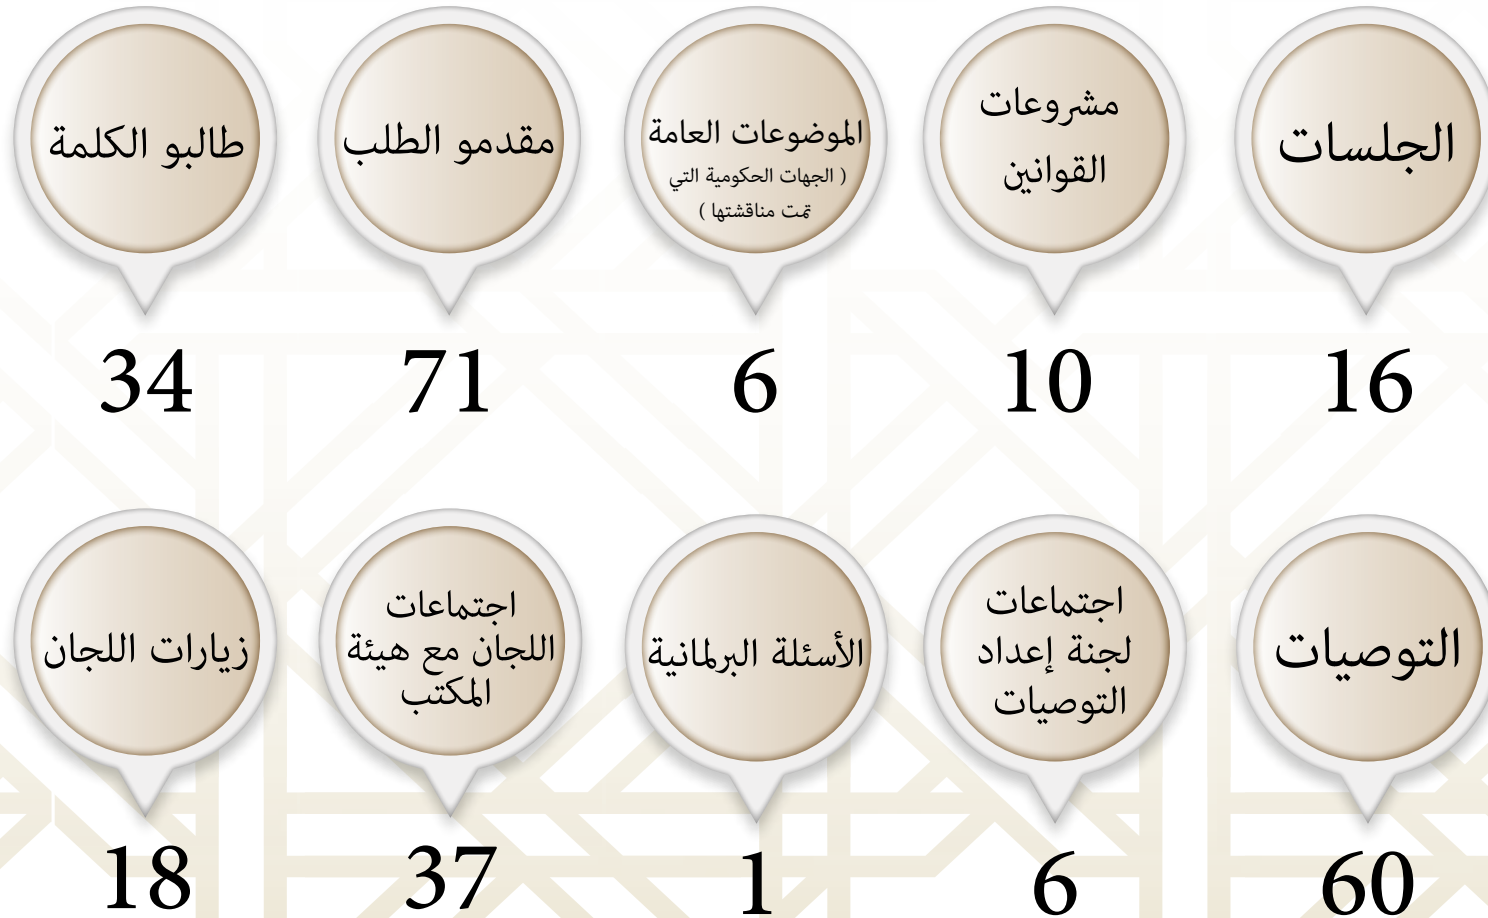 الجلسات
مشروعات
القوانين
الموضوعات العامة
( الجهات الحكومية التي
تمت مناقشتها )
مقدمو الطلب
طالبو الكلمة
16
10
6
71
34
التوصيات
اجتماعات
لجنة إعداد
التوصيات
الأسئلة البرلمانية
اجتماعات
اللجان مع هيئة
المكتب
زيارات اللجان
60
6
1
37
18